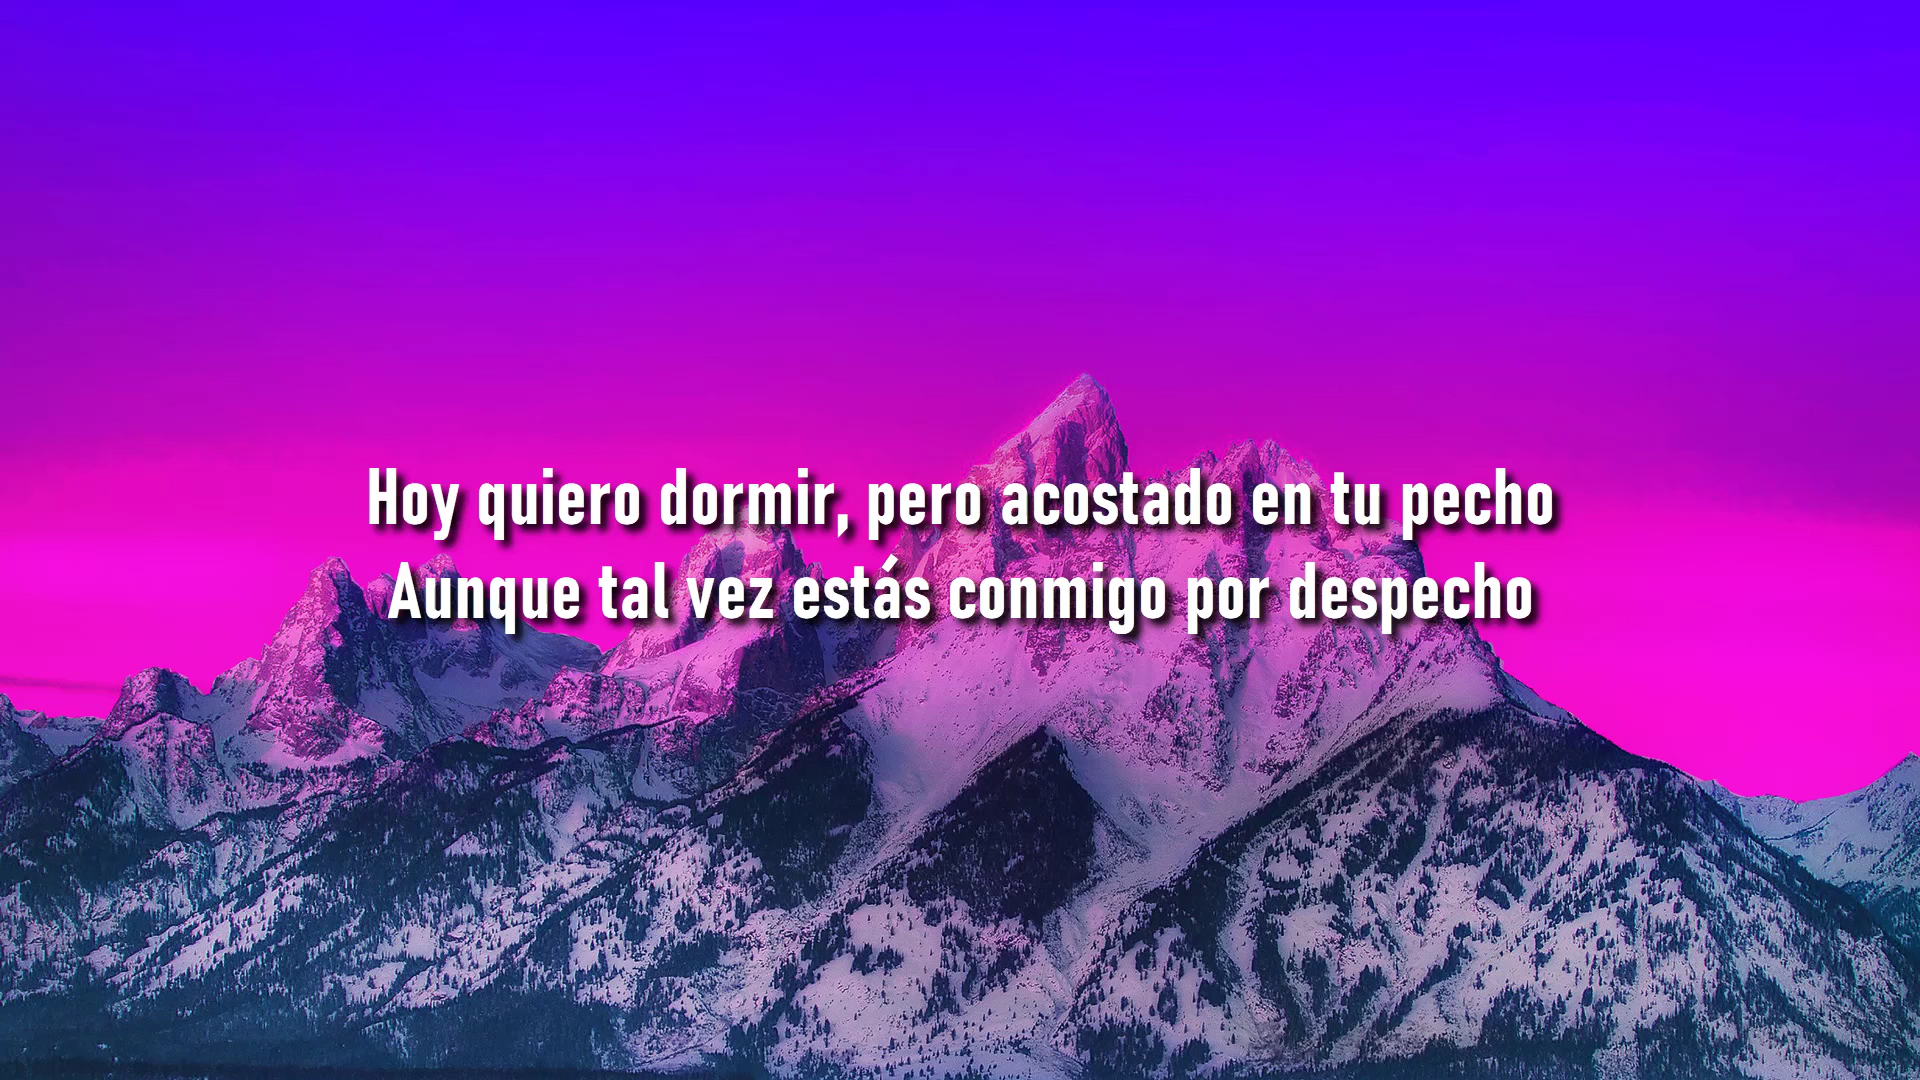 Hoy quiero dormir, pero acostado en tu pecho
Aunque tal vez estás conmigo por despecho